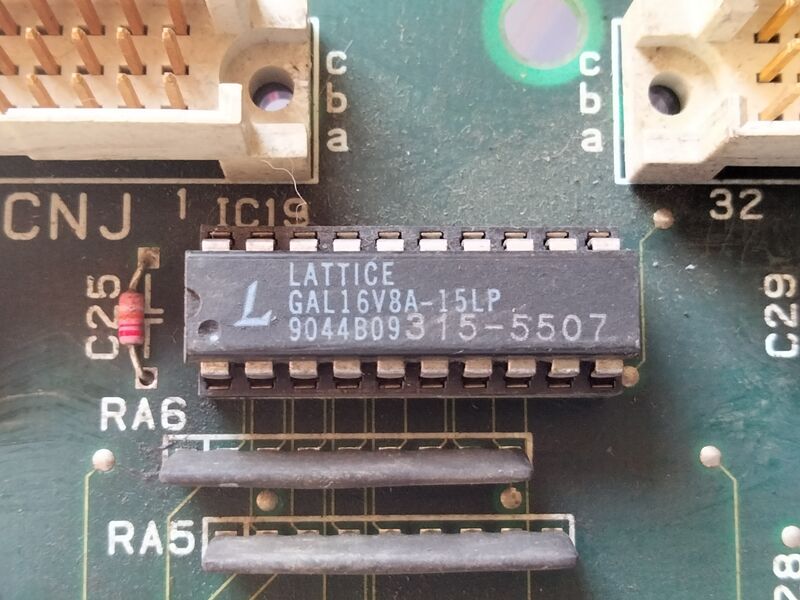 c
b
a
c
b
a
CNJ
1
IC19
32
LATTICE
GAL16V8A-15LP
9044B09315-5507
C25
C29
RA6
RA5
28